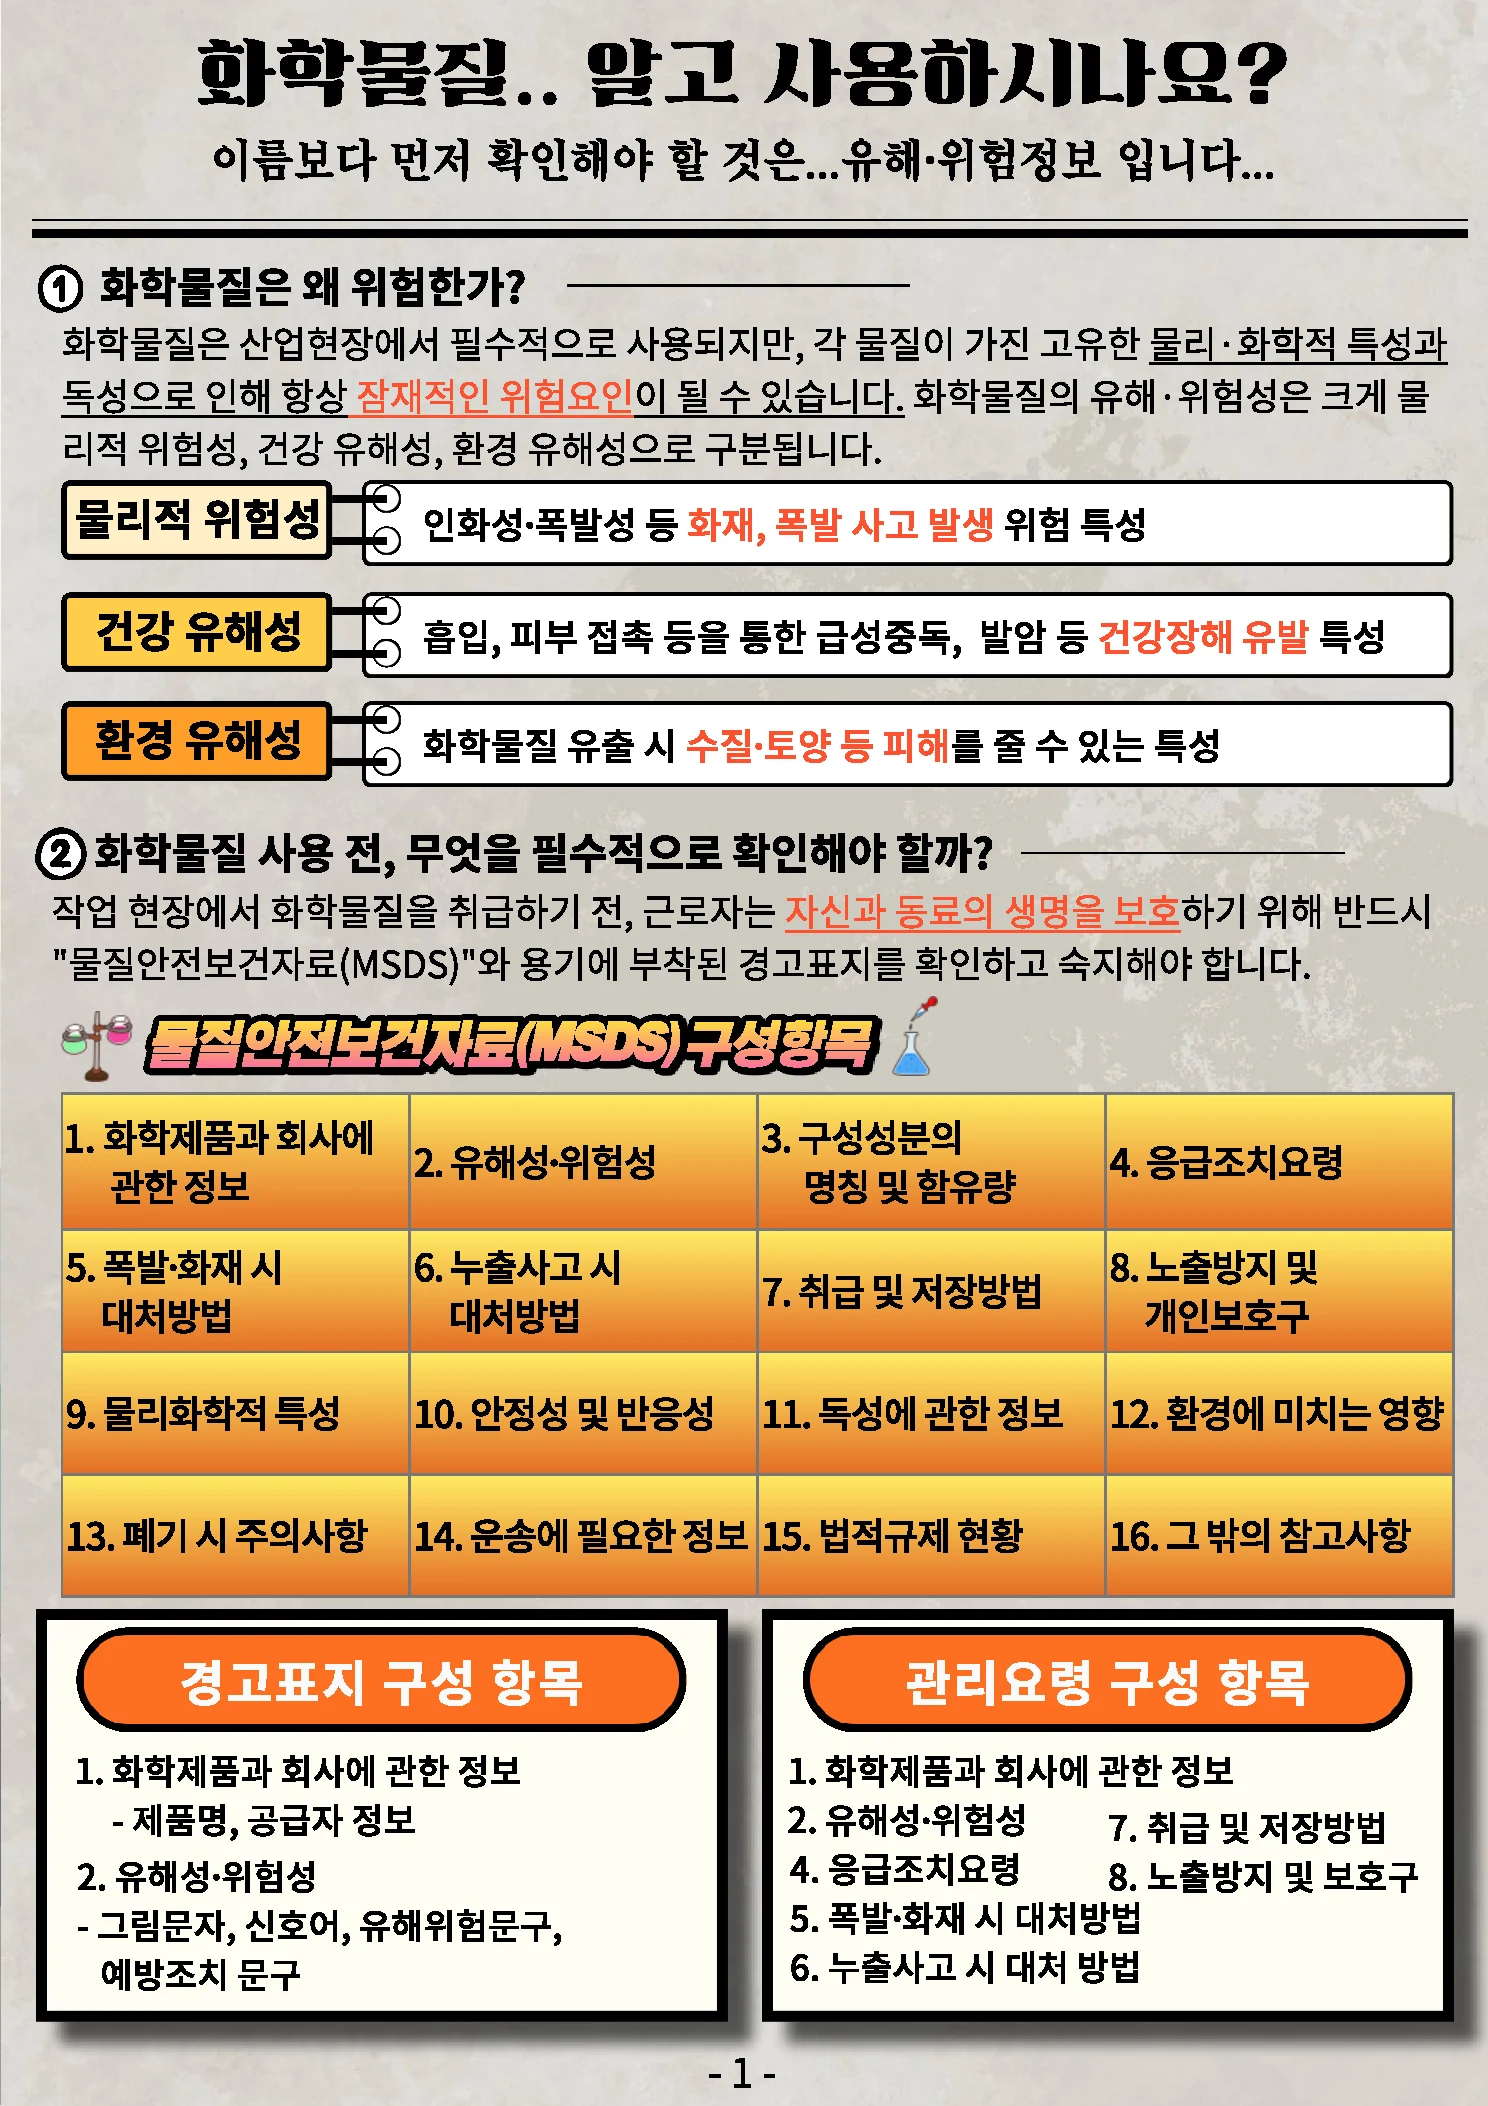 화학물질.. 알고 사용하시나요?
이름보다 먼저 확인해야 할 것은...유해·위험정보 입니다...
① 화학물질은 왜 위험한가?
화학물질은 산업현장에서 필수적으로 사용되지만, 각 물질이 가진 고유한 물리·화학적 특성과
독성으로 인해 항상 잠재적인 위험요인이 될 수 있습니다. 화학물질의 유해·위험성은 크게 물
리적 위험성, 건강 유해성, 환경 유해성으로 구분됩니다.
물리적 위험성
인화성·폭발성 등 화재, 폭발 사고 발생 위험 특성
건강 유해성
흡입, 피부 접촉 등을 통한 급성중독, 발암 등 건강장해 유발 특성
환경 유해성
화학물질 유출 시 수질·토양 등 피해를 줄 수 있는 특성
② 화학물질 사용 전, 무엇을 필수적으로 확인해야 할까?
작업 현장에서 화학물질을 취급하기 전, 근로자는 자신과 동료의 생명을 보호하기 위해 반드시
"물질안전보건자료(MSDS)"와 용기에 부착된 경고표지를 확인하고 숙지해야 합니다.
물질안전보건자료(MSDS) 구성항목
1. 화학제품과 회사에
관한 정보
2. 유해성·위험성
3. 구성성분의
명칭 및 함유량
4. 응급조치요령
5. 폭발·화재 시
대처방법
6. 누출사고 시
대처방법
7. 취급 및 저장방법
8. 노출방지 및
개인보호구
9. 물리화학적 특성
10. 안정성 및 반응성
11. 독성에 관한 정보
12. 환경에 미치는 영향
13. 폐기 시 주의사항
14. 운송에 필요한 정보
15. 법적규제 현황
16. 그 밖의 참고사항
경고표지 구성 항목
1. 화학제품과 회사에 관한 정보
- 제품명, 공급자 정보
2. 유해성·위험성
- 그림문자, 신호어, 유해위험문구,
예방조치 문구
관리요령 구성 항목
1. 화학제품과 회사에 관한 정보
2. 유해성·위험성
4. 응급조치요령
5. 폭발·화재 시 대처방법
6. 누출사고 시 대처 방법
7. 취급 및 저장방법
8. 노출방지 및 보호구
- 1 -